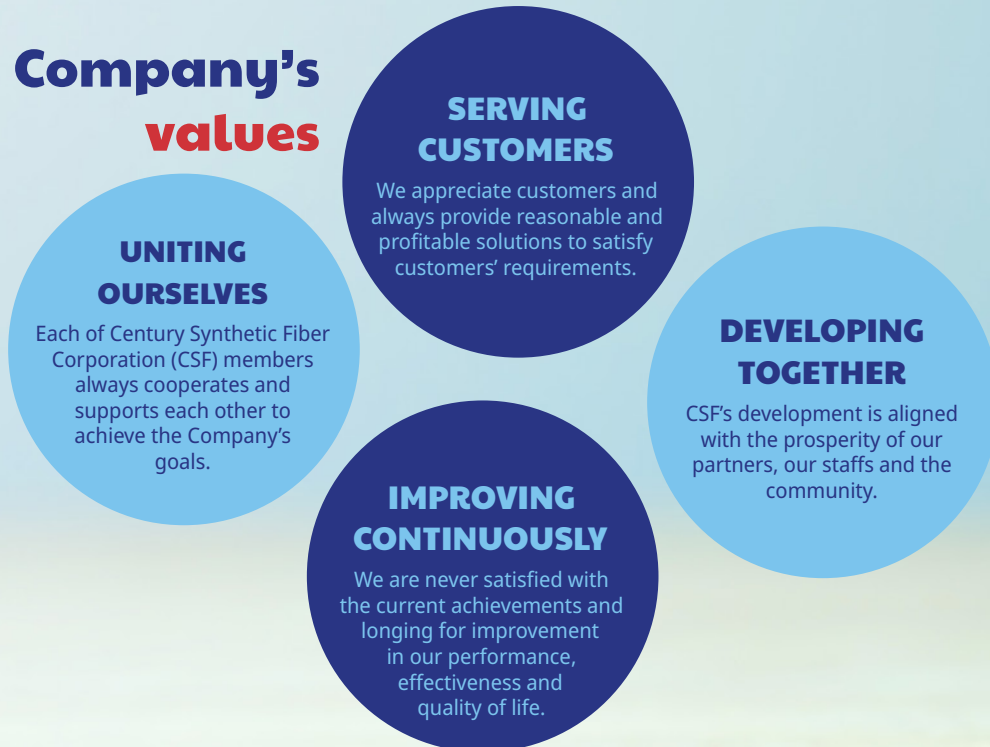 Company's
values
SERVING
CUSTOMERS
We appreciate customers and
always provide reasonable and
profitable solutions to satisfy
customers’ requirements.
UNITING
OURSELVES
Each of Century Synthetic Fiber
Corporation (CSF) members
always cooperates and
supports each other to
achieve the Company’s
goals.
DEVELOPING
TOGETHER
CSF’s development is aligned
with the prosperity of our
partners, our staffs and the
community.
IMPROVING
CONTINUOUSLY
We are never satisfied with
the current achievements and
longing for improvement
in our performance,
effectiveness and
quality of life.